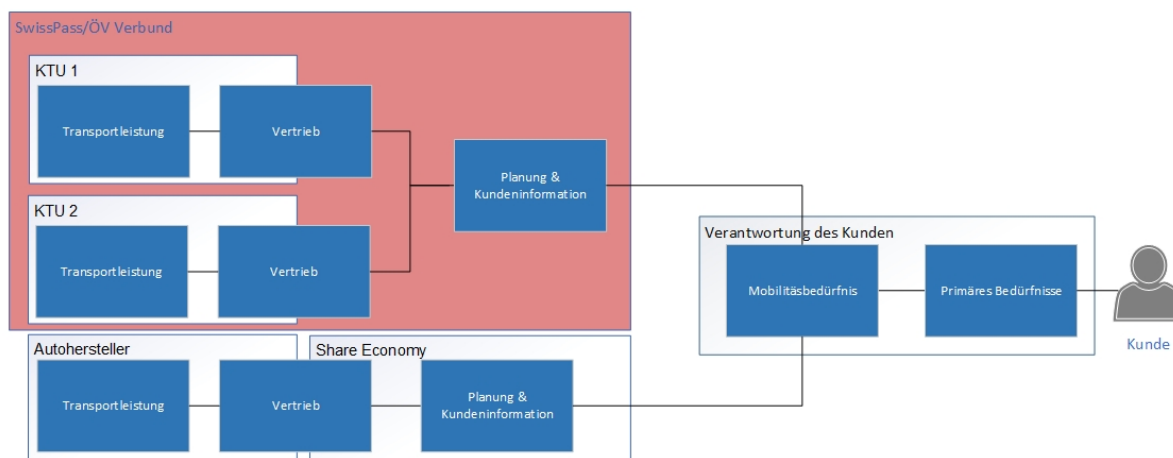 SwissPass/ÖV Verbund
KTU 1
Transportleistung
Vertrieb
Planung &
Kundeninformation
KTU 2
Transportleistung
Vertrieb
Verantwortung des Kunden
Mobilitäsbedürfnis
Primäres Bedürfnisse
Kunde
Autohersteller
Share Economy
Transportleistung
Vertrieb
Planung &
Kundeninformation